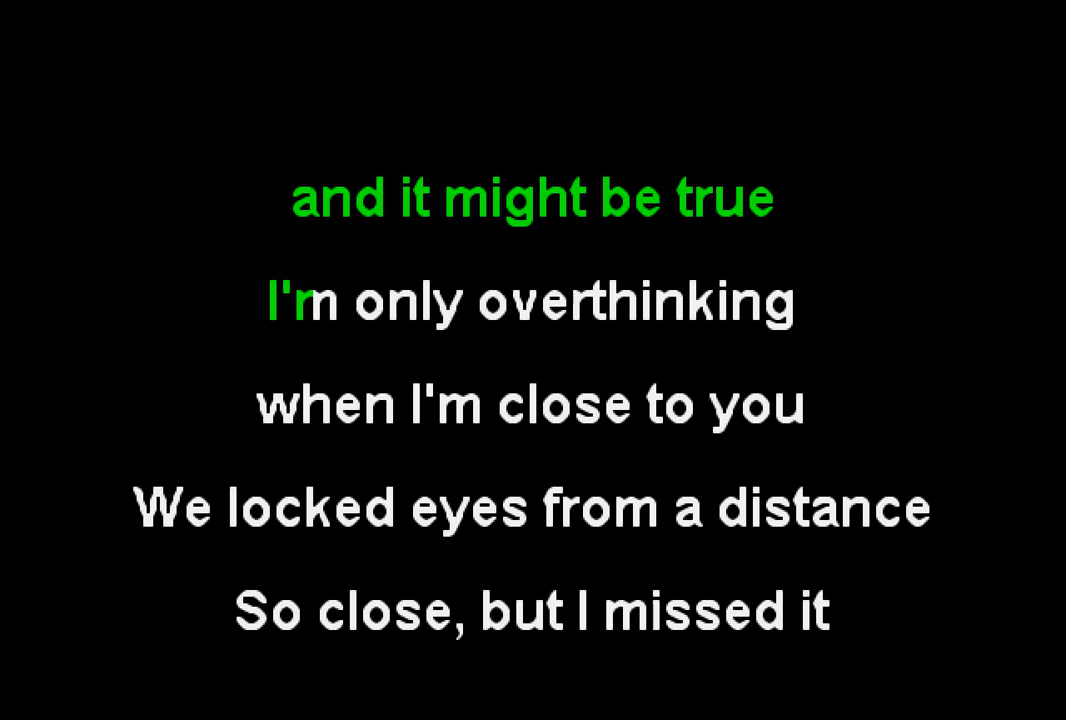 and it might be true
I'm only overthinking
when I'm close to you
We locked eyes from a distance
So close, but I missed it